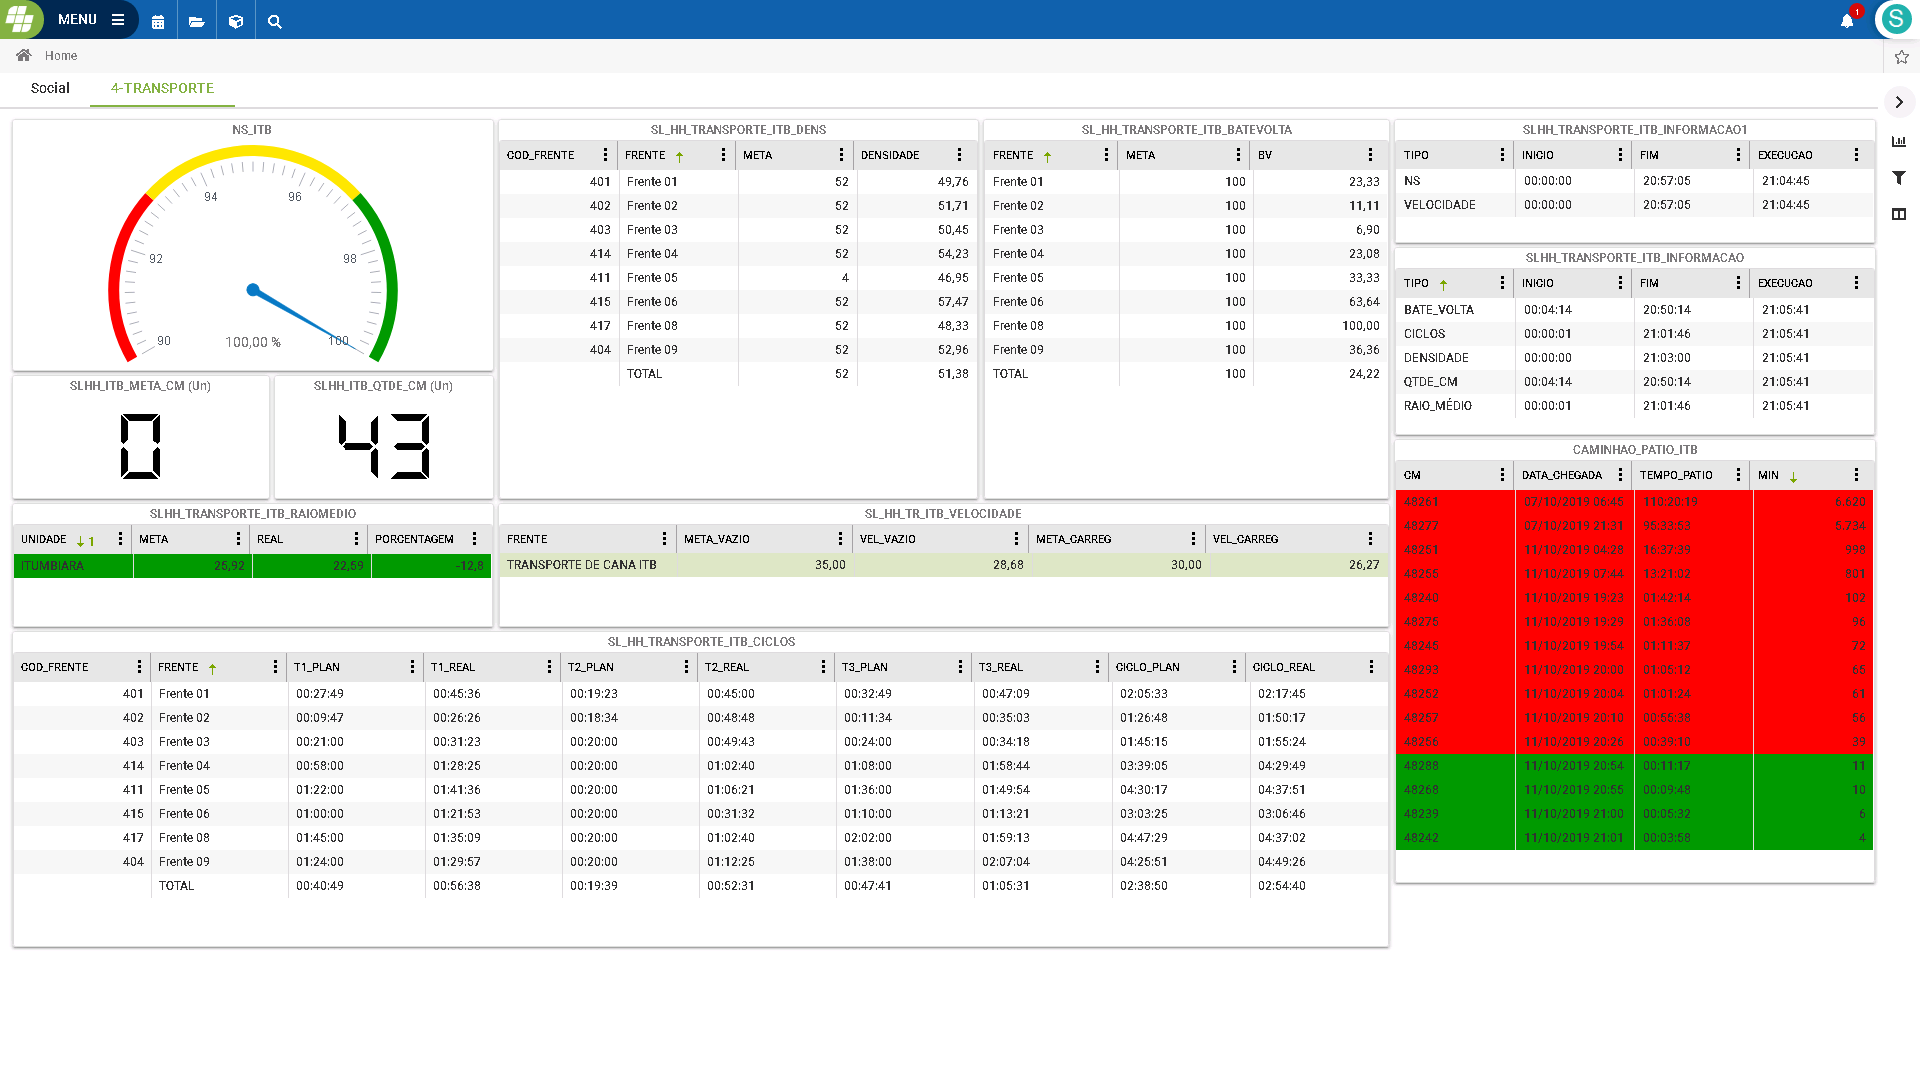 MENU
1
S
Home
Social 4-TRANSPORTE
NS_ITB
90 92 94 96 98 100
100,00 %
SLHH_ITB_META_CM (Un)
0
SLHH_ITB_QTDE_CM (Un)
43
SL_HH_TRANSPORTE_ITB_DENS
COD_FRENTE FRENTE META DENSIDADE
401 Frente 01 52 49,76
402 Frente 02 52 51,71
403 Frente 03 52 50,45
414 Frente 04 52 54,23
411 Frente 05 4 46,95
415 Frente 06 52 57,47
417 Frente 08 52 48,33
404 Frente 09 52 52,96
TOTAL 52 51,38
SL_HH_TRANSPORTE_ITB_BATEVOLTA
FRENTE META BV
Frente 01 100 23,33
Frente 02 100 11,11
Frente 03 100 6,90
Frente 04 100 23,08
Frente 05 100 33,33
Frente 06 100 63,64
Frente 08 100 100,00
Frente 09 100 36,36
TOTAL 100 24,22
SLHH_TRANSPORTE_ITB_INFORMACAO1
TIPO INICIO FIM EXECUCAO
NS 00:00:00 20:57:05 21:04:45
VELOCIDADE 00:00:00 20:57:05 21:04:45
SLHH_TRANSPORTE_ITB_INFORMACAO
TIPO INICIO FIM EXECUCAO
BATE_VOLTA 00:04:14 20:50:14 21:05:41
CICLOS 00:00:01 21:01:46 21:05:41
DENSIDADE 00:00:00 21:03:00 21:05:41
QTDE_CM 00:04:14 20:50:14 21:05:41
RAIO_MÉDIO 00:00:01 21:01:46 21:05:41
SLHH_TRANSPORTE_ITB_RAIOMEDIO
UNIDADE 1 META REAL PORCENTAGEM
ITUMBIARA 25,92 22,59 -12,8
SL_HH_TR_ITB_VELOCIDADE
FRENTE META_VAZIO VEL_VAZIO META_CARREG VEL_CARREG
TRANSPORTE DE CANA ITB 35,00 28,68 30,00 26,27
CAMINHAO_PATIO_ITB
CM DATA_CHEGADA TEMPO_PATIO MIN
48261 07/10/2019 06:45 110:20:19 6.620
48277 07/10/2019 21:31 95:33:53 5.734
48251 11/10/2019 04:28 16:37:39 998
48255 11/10/2019 07:44 13:21:02 801
48240 11/10/2019 19:23 01:42:14 102
48275 11/10/2019 19:29 01:36:08 96
48245 11/10/2019 19:54 01:11:37 72
48293 11/10/2019 20:00 01:05:12 65
48252 11/10/2019 20:04 01:01:24 61
48257 11/10/2019 20:10 00:55:38 56
48256 11/10/2019 20:26 00:39:10 39
48288 11/10/2019 20:54 00:11:17 11
48268 11/10/2019 20:55 00:09:48 10
48239 11/10/2019 21:00 00:05:32 6
48242 11/10/2019 21:01 00:03:58 4
SL_HH_TRANSPORTE_ITB_CICLOS
COD_FRENTE FRENTE T1_PLAN T1_REAL T2_PLAN T2_REAL T3_PLAN T3_REAL CICLO_PLAN CICLO_REAL
401 Frente 01 00:27:49 00:45:36 00:19:23 00:45:00 00:32:49 00:47:09 02:05:33 02:17:45
402 Frente 02 00:09:47 00:26:26 00:18:34 00:48:48 00:11:34 00:35:03 01:26:48 01:50:17
403 Frente 03 00:21:00 00:31:23 00:20:00 00:49:43 00:24:00 00:34:18 01:45:15 01:55:24
414 Frente 04 00:58:00 01:28:25 00:20:00 01:02:40 01:08:00 01:58:44 03:39:05 04:29:49
411 Frente 05 01:22:00 01:41:36 00:20:00 01:06:21 01:36:00 01:49:54 04:30:17 04:37:51
415 Frente 06 01:00:00 01:21:53 00:20:00 00:31:32 01:10:00 01:13:21 03:03:25 03:06:46
417 Frente 08 01:45:00 01:35:09 00:20:00 01:02:40 02:02:00 01:59:13 04:47:29 04:37:02
404 Frente 09 01:24:00 01:29:57 00:20:00 01:12:25 01:38:00 02:07:04 04:25:51 04:49:26
TOTAL 00:40:49 00:56:38 00:19:39 00:52:31 00:47:41 01:05:31 02:38:50 02:54:40